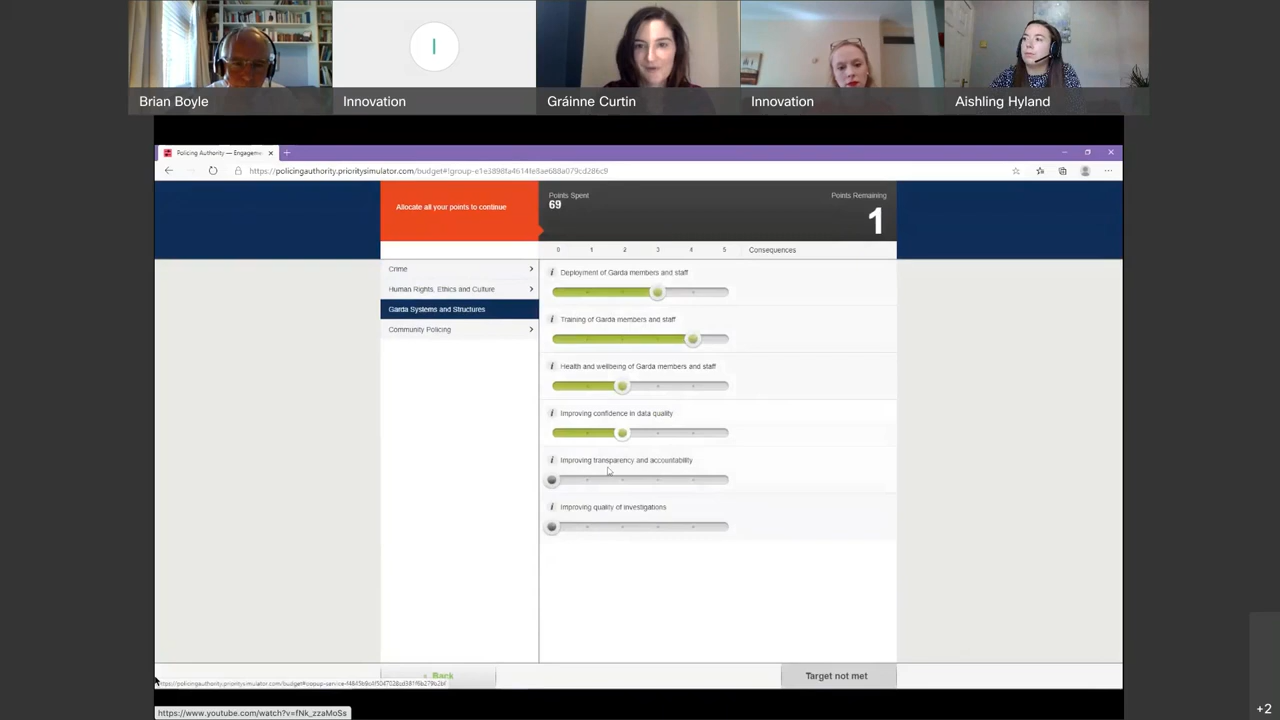 I
Brian Boyle
Innovation
Gráinne Curtin
Innovation
Aishling Hyland
Policing Authority — Engagem
https://policingauthority.prioritysimulator.com/budget#!group-e1e3898fa4614fe8ae688a079cd286c9
Allocate all your points to continue
Points Spent
69
Points Remaining
1
0 1 2 3 4 5 Consequences
Crime
Human Rights, Ethics and Culture
Garda Systems and Structures
Community Policing
Deployment of Garda members and staff
Training of Garda members and staff
Health and wellbeing of Garda members and staff
Improving confidence in data quality
Improving transparency and accountability
Improving quality of investigations
Back
Target not met
https://www.youtube.com/watch?v=fNk_zzaMoSs
+2